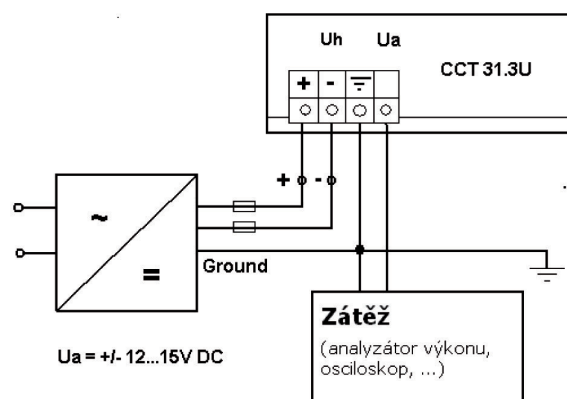 Uh Ua
CCT 31.3U
+ -
+ -
~
=
Ground
Zátěž
(analyzátor výkonu,
osciloskop, ...)
Ua = +/- 12...15V DC